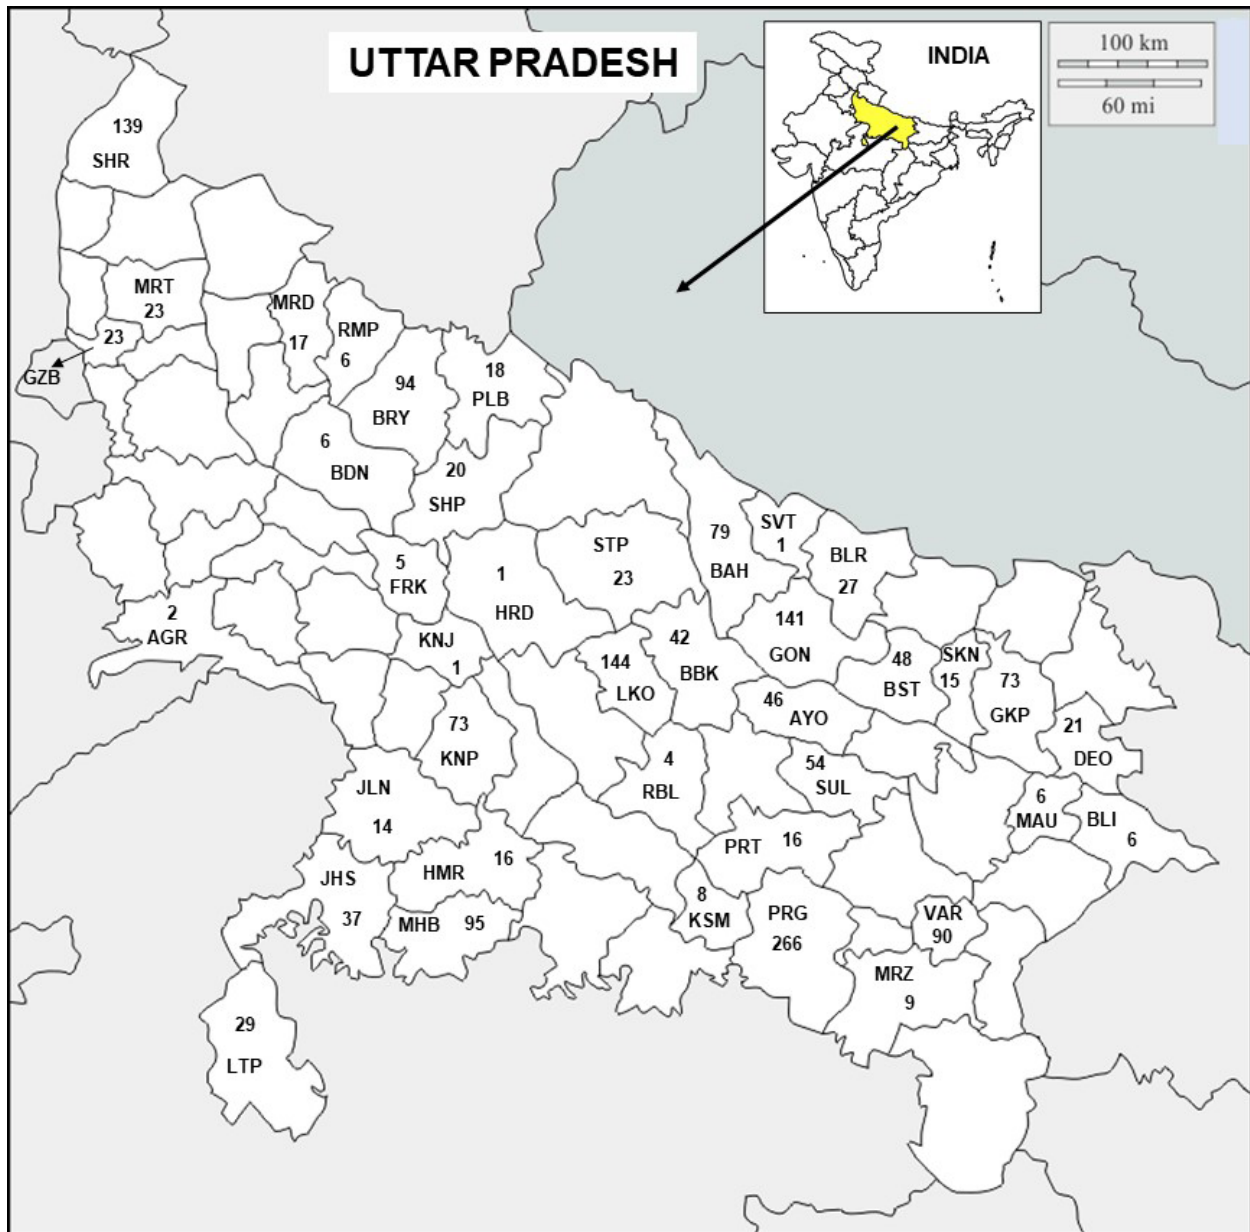 UTTAR PRADESH
INDIA
100 km
60 mi
139
SHR
MRT
23
23
GZB
MRD
17
RMP
6
94
BRY
18
PLB
6
BDN
20
SHP
5
FRK
1
HRD
STP
23
79
BAH
SVT
1
BLR
27
2
AGR
KNJ
1
144
LKO
42
BBK
141
GON
48
BST
SKN
15
73
GKP
46
AYO
21
DEO
73
KNP
4
RBL
54
SUL
JLN
14
6
MAU
BLI
6
PRT 16
HMR 16
JHS
37
MHB 95
8
KSM
PRG
266
VAR
90
MRZ
9
29
LTP